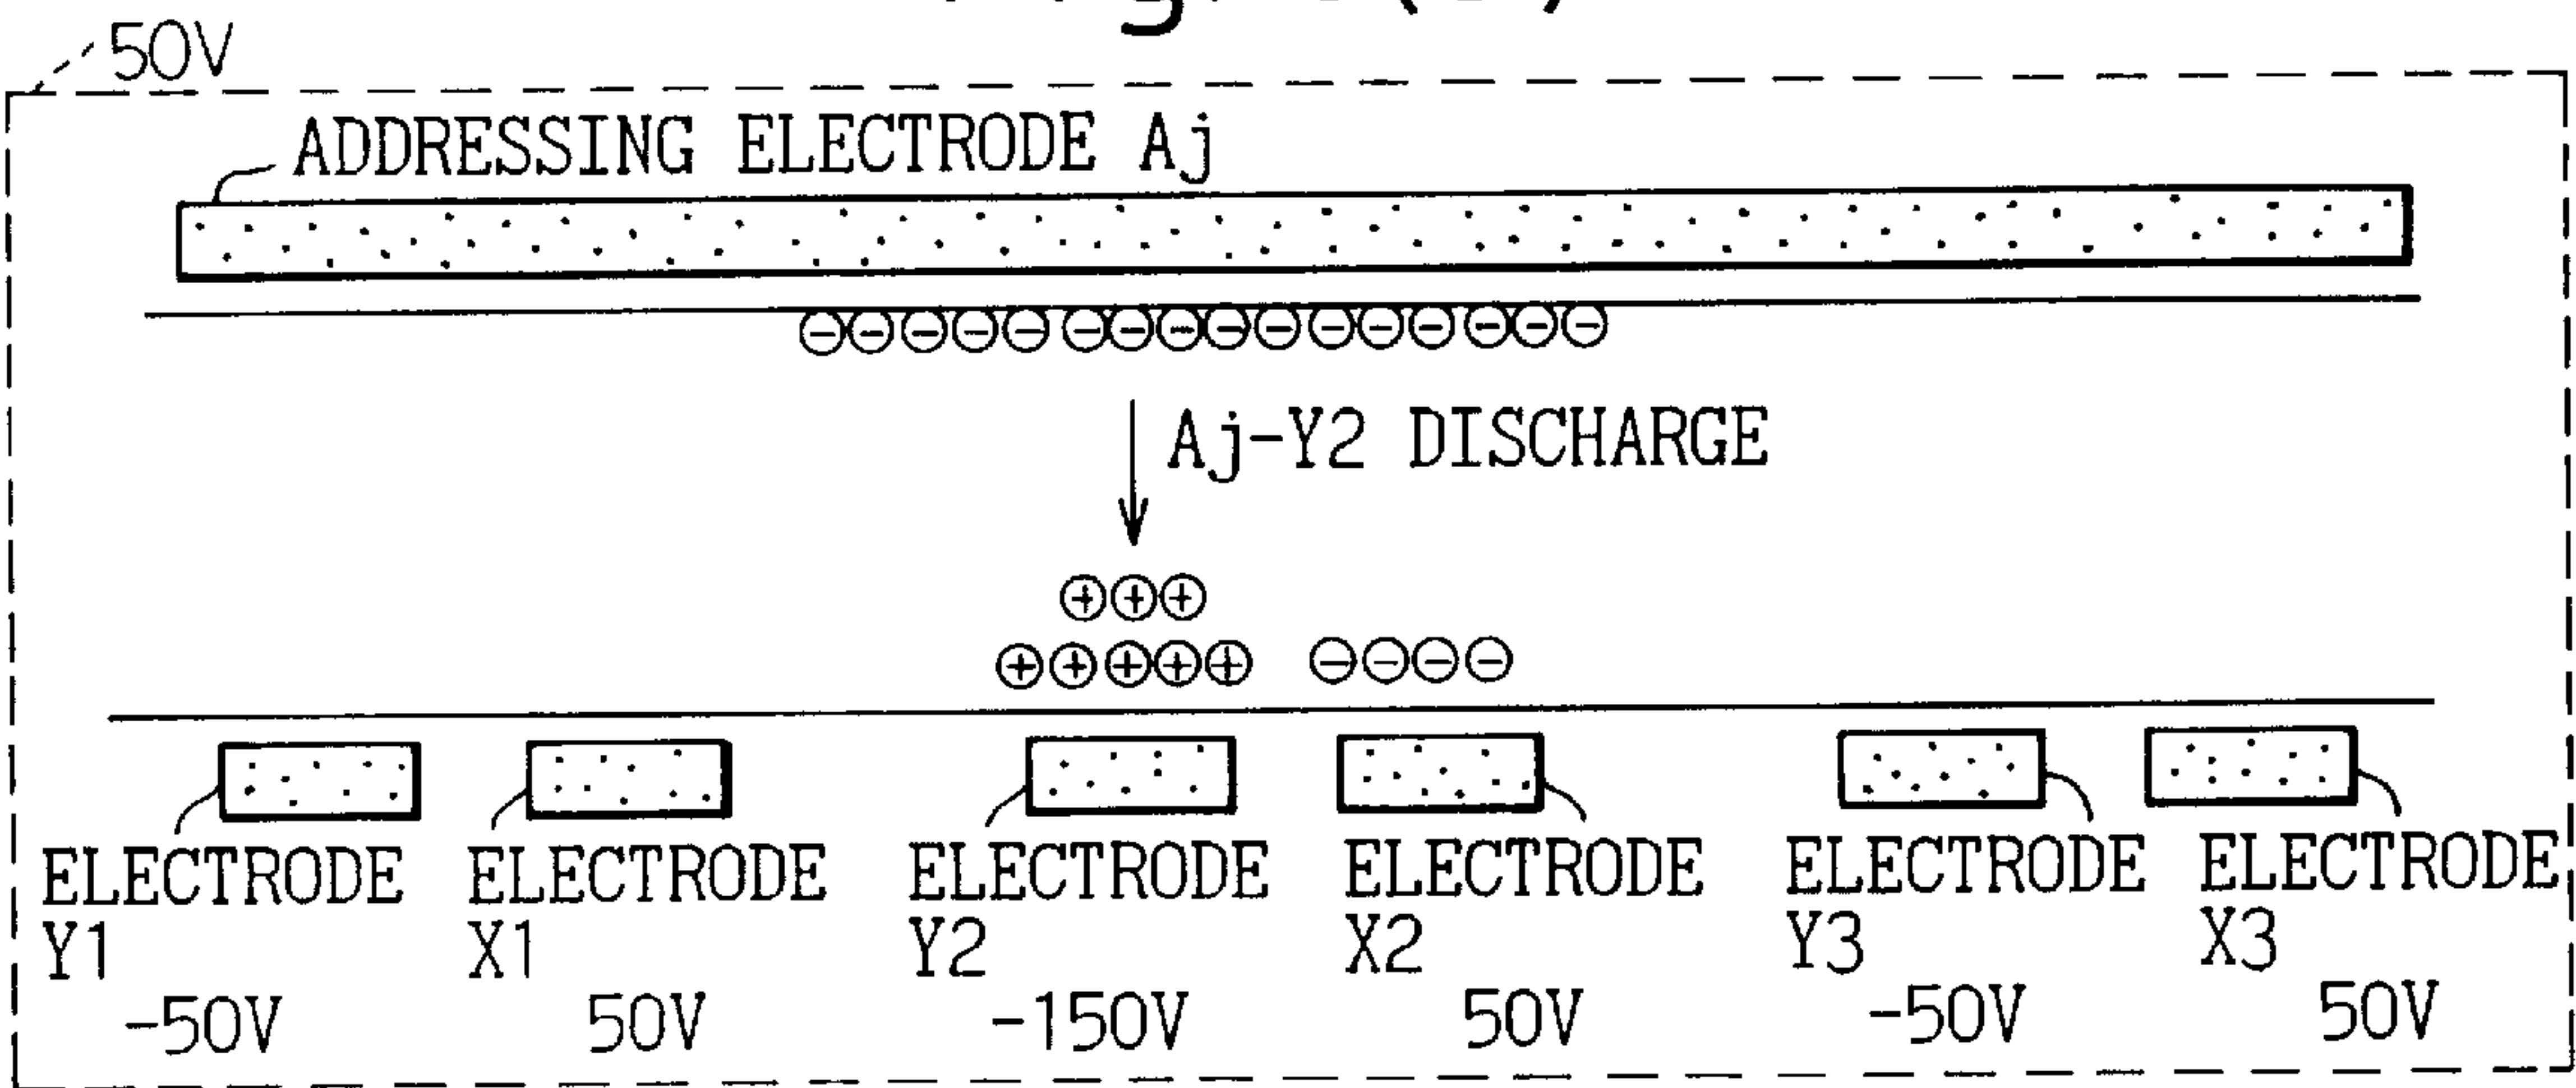 50V
ADDRESSING ELECTRODE Aj
⊖⊖⊖⊖⊖⊖⊖⊖⊖⊖⊖⊖⊖⊖⊖⊖
Aj-Y2 DISCHARGE
⊕⊕⊕
⊕⊕⊕⊕⊕ ⊖⊖⊖⊖
ELECTRODE Y1
ELECTRODE X1
ELECTRODE Y2
ELECTRODE X2
ELECTRODE Y3
ELECTRODE X3
-50V 50V -150V 50V -50V 50V